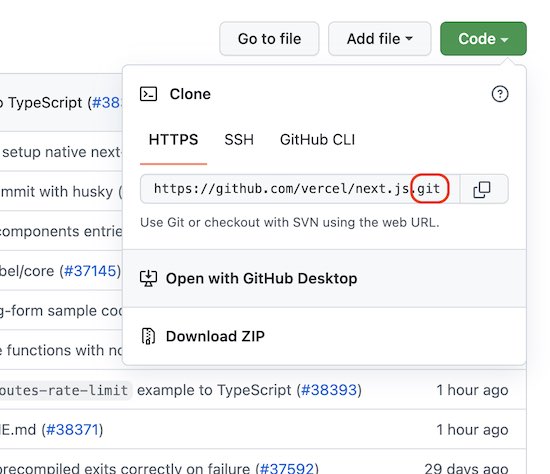 Go to file Add file Code
to TypeScript (#383
Clone
setup native next-
HTTPS SSH GitHub CLI
mmit with husky (
https://github.com/vercel/next.js.git
components entrie
Use Git or checkout with SVN using the web URL.
bel/core (#37145)
Open with GitHub Desktop
g-form sample cod
Download ZIP
e functions with no
outes-rate-limit example to TypeScript (#38393) 1 hour ago
E.md (#38371) 1 hour ago
precompiled exits correctly on failure (#37592) 29 days ago